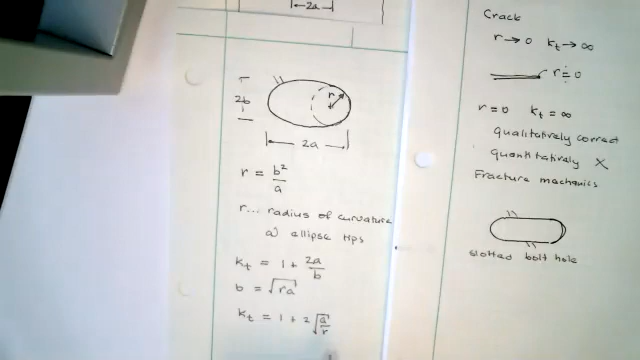 2a
2b
r
2a
r = b²/a
r... radius of curvature
@ ellipse tips
Kt = 1 + 2a/b
b = √ra
Kt = 1 + 2√a/r
Crack
r → 0 Kt → ∞
r = 0
r = 0 Kt = ∞
qualitatively correct
quantitatively X
Fracture mechanics
slotted bolt hole